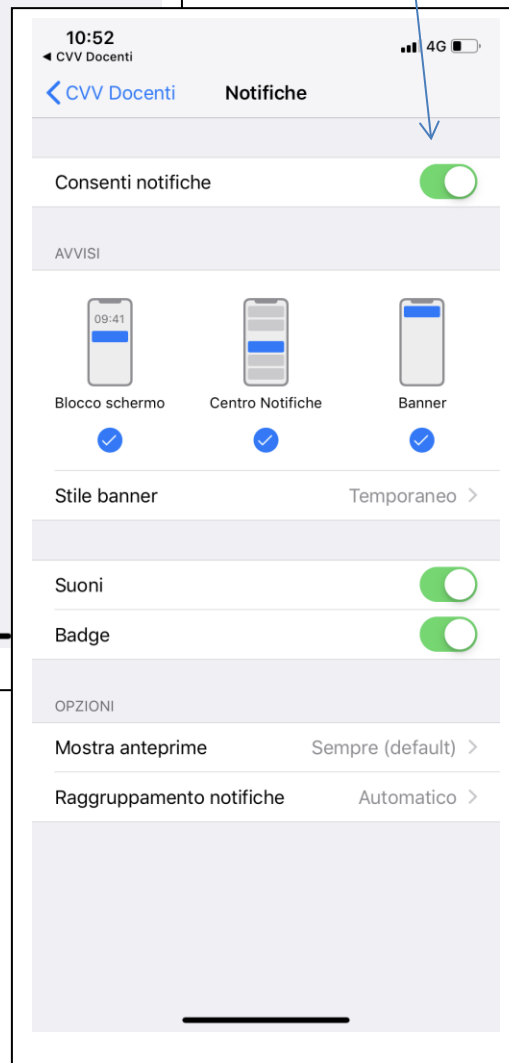 10:52
4G
◀ CVV Docenti
CVV Docenti
Notifiche
Consenti notifiche
AVVISI
09:41
Blocco schermo
Centro Notifiche
Banner
Stile banner
Temporaneo
Suoni
Badge
OPZIONI
Mostra anteprime
Sempre (default)
Raggruppamento notifiche
Automatico